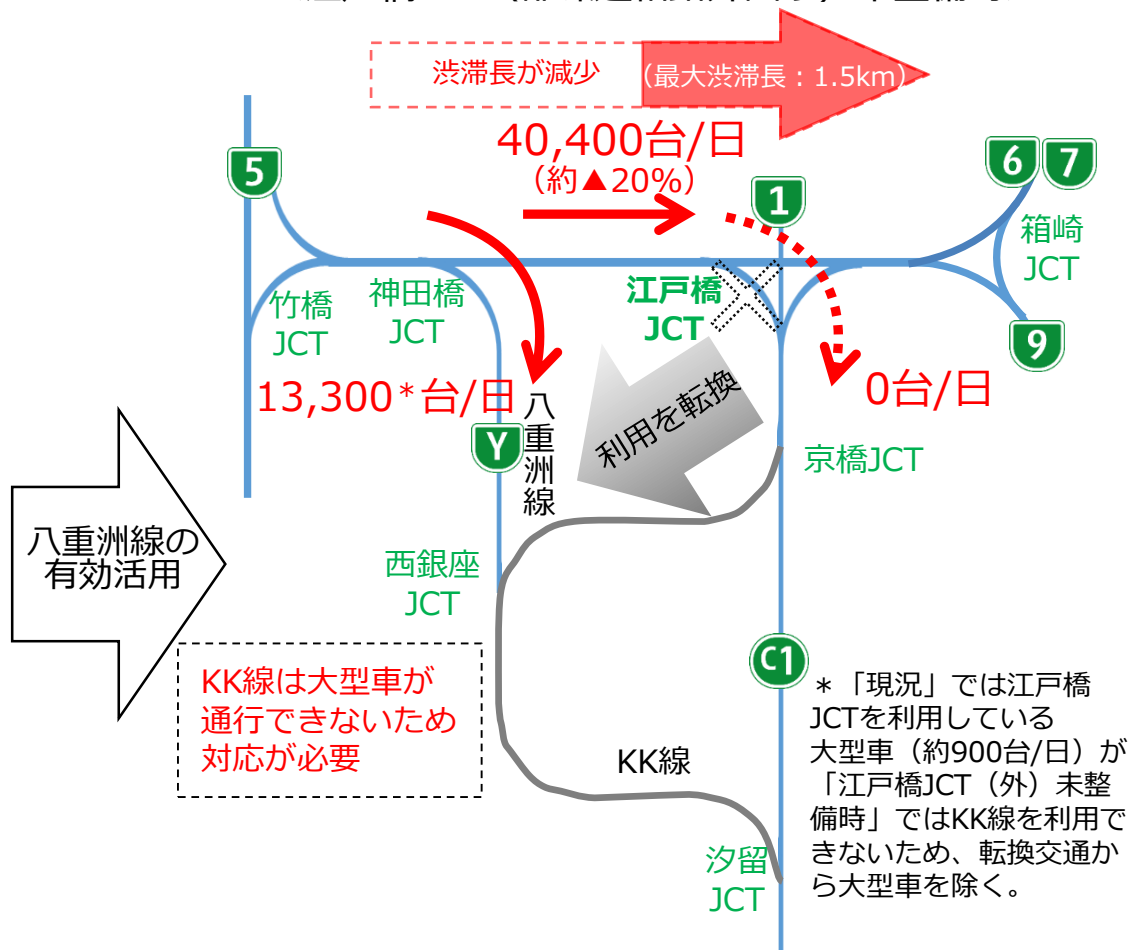 渋滞長が減少
（最大渋滞長：1.5km）
40,400台/日
（約▲20%）
5
1
6
7
箱崎
JCT
竹橋
JCT
神田橋
JCT
江戸橋
JCT
9
13,300*台/日
0台/日
利用を転換
八重洲線
Y
京橋JCT
八重洲線の
有効活用
西銀座
JCT
C1
KK線は大型車が
通行できないため
対応が必要
KK線
＊「現況」では江戸橋
JCTを利用している
大型車（約900台/日）が
「江戸橋JCT（外）未整
備時」ではKK線を利用で
きないため、転換交通か
ら大型車を除く。
汐留
JCT